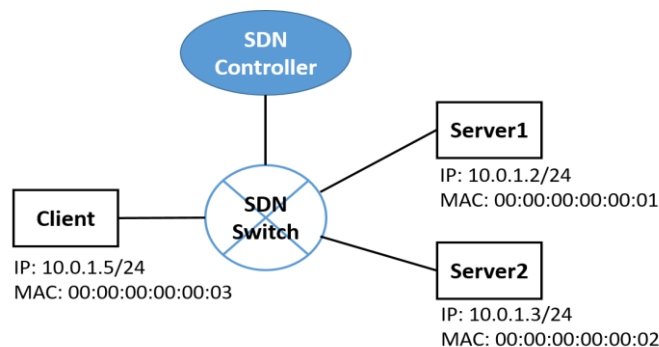 SDN
Controller
Server1
IP: 10.0.1.2/24
MAC: 00:00:00:00:00:01
SDN
Switch
Client
IP: 10.0.1.5/24
MAC: 00:00:00:00:00:03
Server2
IP: 10.0.1.3/24
MAC: 00:00:00:00:00:02